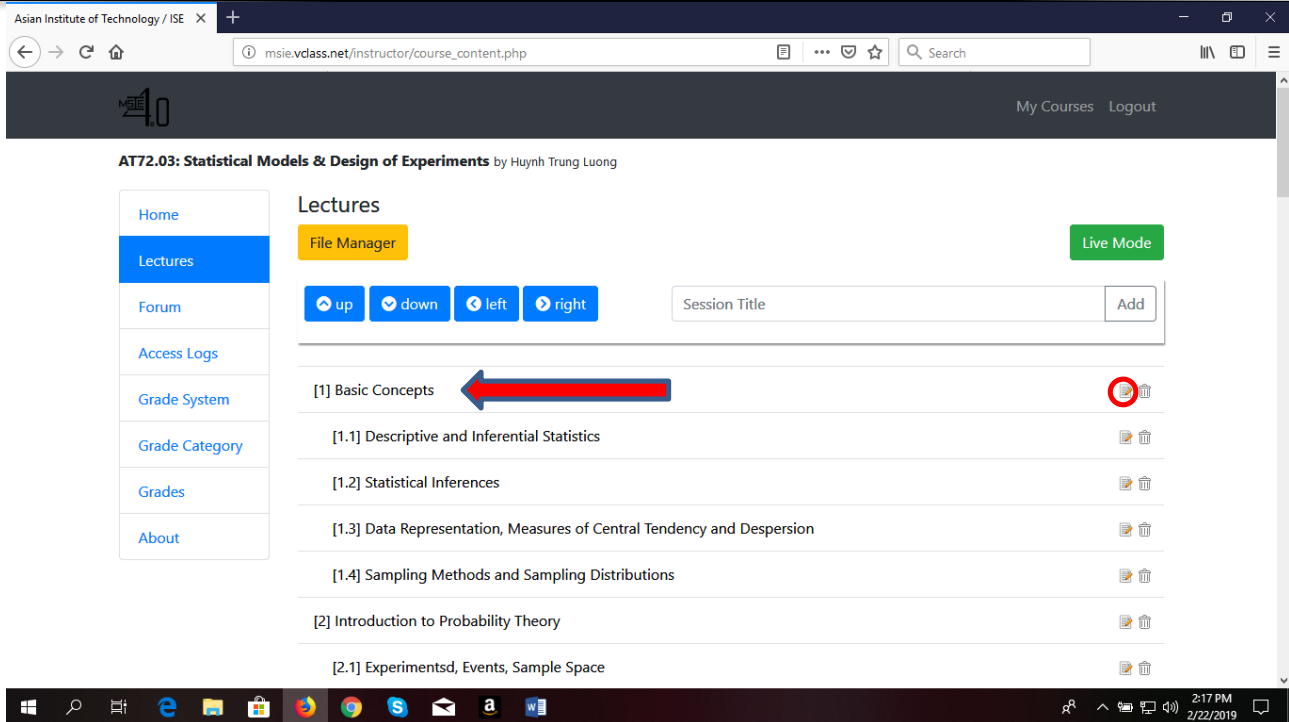 Asian Institute of Technology / ISE
msie.vclass.net/instructor/course_content.php
Search
MSIE 4.0
My Courses Logout
AT72.03: Statistical Models & Design of Experiments by Huynh Trung Luong
Home
Lectures
Forum
Access Logs
Grade System
Grade Category
Grades
About
Lectures
File Manager
Live Mode
up down left right
Session Title
Add
[1] Basic Concepts
[1.1] Descriptive and Inferential Statistics
[1.2] Statistical Inferences
[1.3] Data Representation, Measures of Central Tendency and Despersion
[1.4] Sampling Methods and Sampling Distributions
[2] Introduction to Probability Theory
[2.1] Experimentsd, Events, Sample Space
2:17 PM
2/22/2019